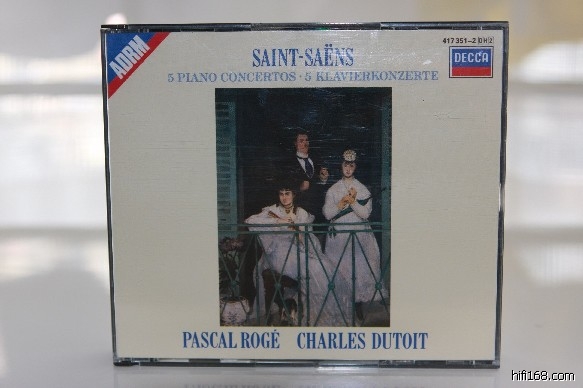 ADRM
417 351-2 DH2
DECCA
SAINT-SAËNS
5 PIANO CONCERTOS · 5 KLAVIERKONZERTE
PASCAL ROGÉ CHARLES DUTOIT
hifi168.com